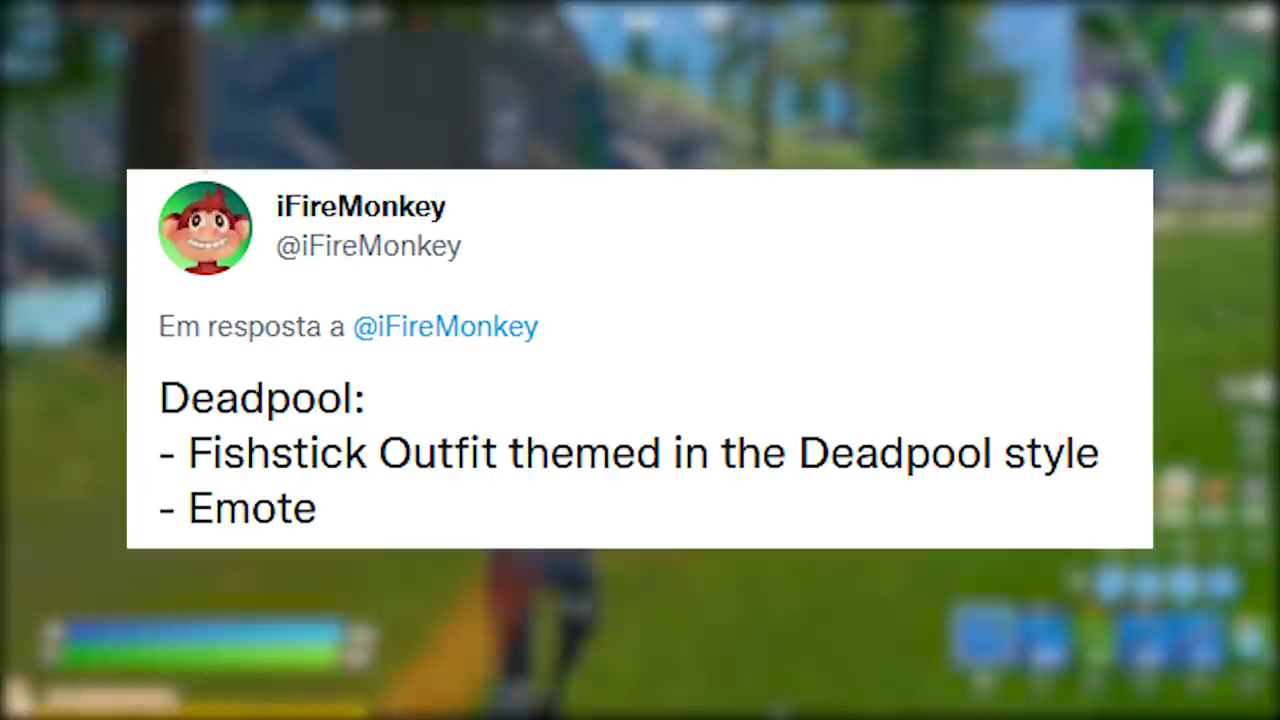 iFireMonkey
@iFireMonkey
Em resposta a @iFireMonkey
Deadpool:
- Fishstick Outfit themed in the Deadpool style
- Emote